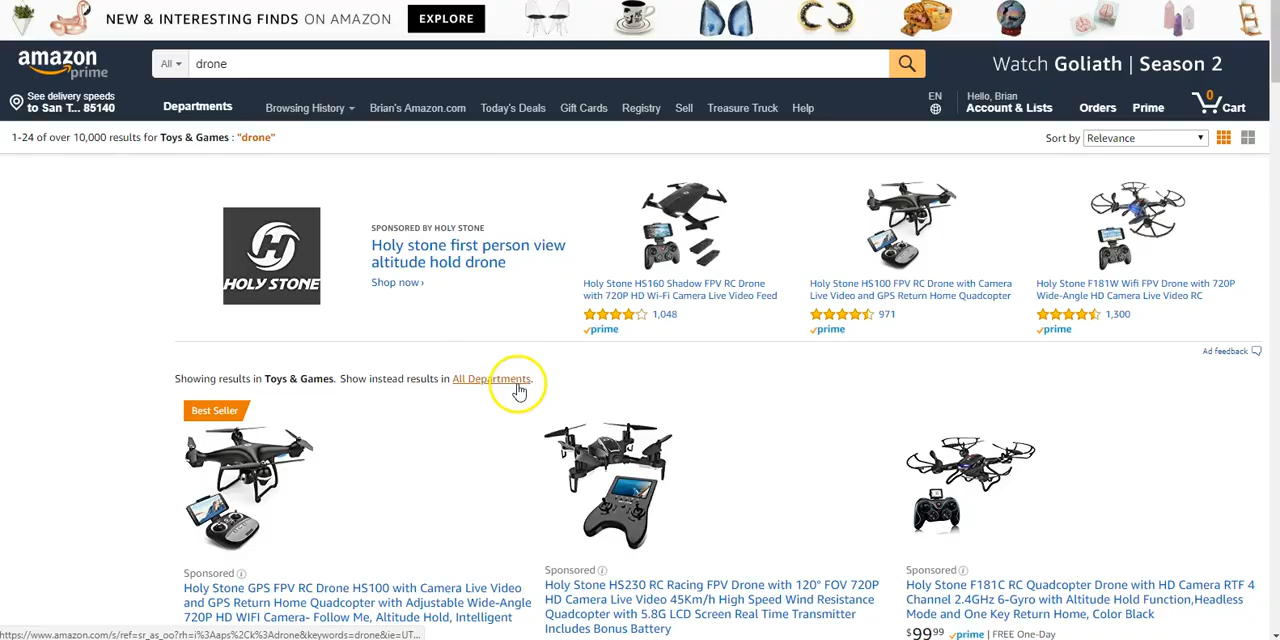 NEW & INTERESTING FINDS ON AMAZON EXPLORE
amazon prime
All drone
Watch Goliath | Season 2
See delivery speeds
to San T... 85140
Departments
Browsing History Brian's Amazon.com Today's Deals Gift Cards Registry Sell Treasure Truck Help
EN
Hello, Brian
Account & Lists
Orders Prime
0
Cart
1-24 of over 10,000 results for Toys & Games : "drone"
Sort by Relevance
HOLY STONE
SPONSORED BY HOLY STONE
Holy stone first person view
altitude hold drone
Shop now ›
Holy Stone HS160 Shadow FPV RC Drone
with 720P HD Wi-Fi Camera Live Video Feed
1,048
prime
Holy Stone HS100 FPV RC Drone with Camera
Live Video and GPS Return Home Quadcopter
971
prime
Holy Stone F181W Wifi FPV Drone with 720P
Wide-Angle HD Camera Live Video RC
1,300
prime
Ad feedback
Showing results in Toys & Games. Show instead results in All Departments.
Best Seller
Sponsored
Holy Stone GPS FPV RC Drone HS100 with Camera Live Video
and GPS Return Home Quadcopter with Adjustable Wide-Angle
720P HD WIFI Camera- Follow Me, Altitude Hold, Intelligent
Sponsored
Holy Stone HS230 RC Racing FPV Drone with 120° FOV 720P
HD Camera Live Video 45Km/h High Speed Wind Resistance
Quadcopter with 5.8G LCD Screen Real Time Transmitter
Includes Bonus Battery
Sponsored
Holy Stone F181C RC Quadcopter Drone with HD Camera RTF 4
Channel 2.4GHz 6-Gyro with Altitude Hold Function,Headless
Mode and One Key Return Home, Color Black
$99.99 prime | FREE One-Day
https://www.amazon.com/s/ref=sr_as_oo?rh=i%3Aaps%2Ck%3Adrone&keywords=drone&ie=UT...